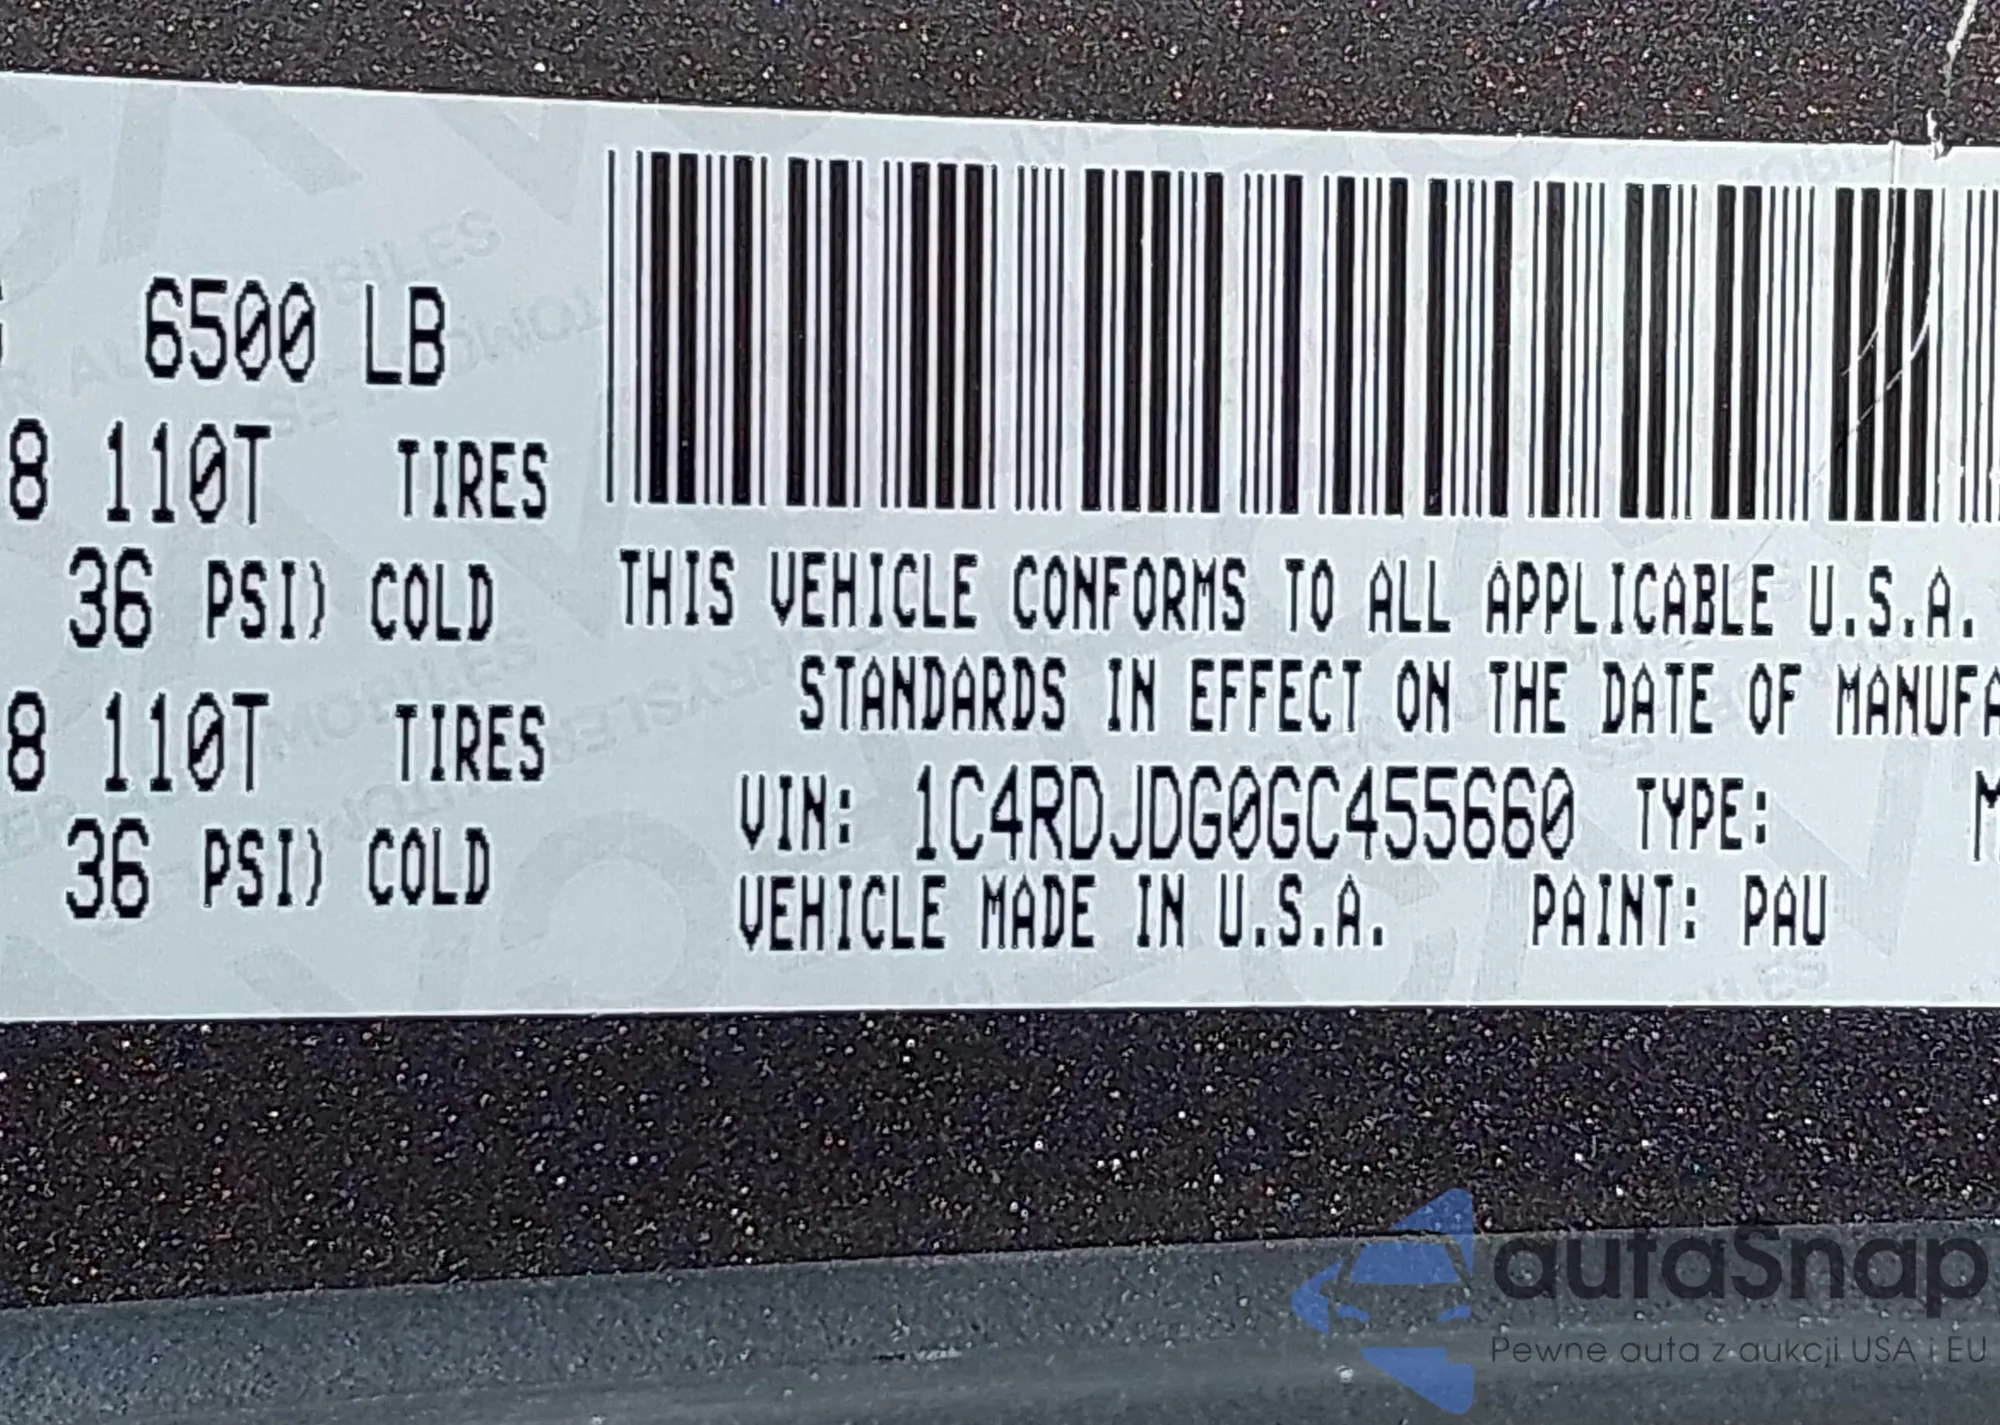 6500 LB
8 110T TIRES
36 PSI) COLD
8 110T TIRES
36 PSI) COLD
THIS VEHICLE CONFORMS TO ALL APPLICABLE U.S.A.
STANDARDS IN EFFECT ON THE DATE OF MANUFA
VIN: 1C4RDJDG0GC455660 TYPE: M
VEHICLE MADE IN U.S.A. PAINT: PAU
autaSnap
Pewne auta z aukcji USA i EU